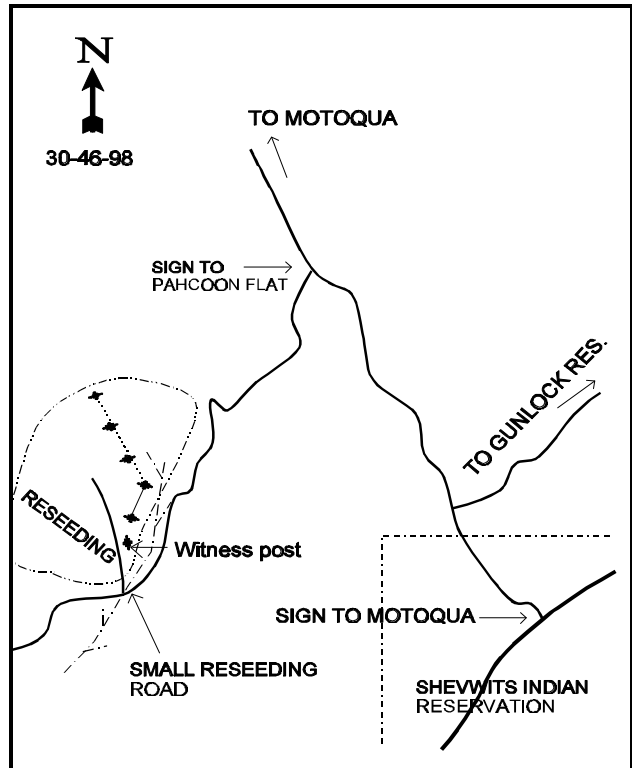 N
30-46-98
TO MOTOQUA
SIGN TO
PAHCOON FLAT
TO GUNLOCK RES.
RESEEDING
Witness post
SIGN TO MOTOQUA
SMALL RESEEDING
ROAD
SHEVWITS INDIAN
RESERVATION